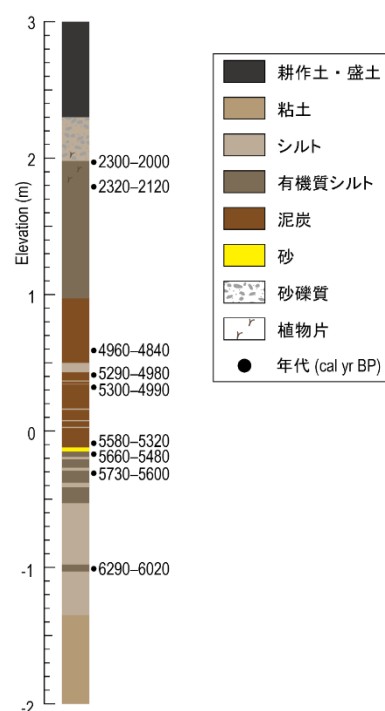 3
2
1
0
-1
-2
Elevation (m)
2300–2000
2320–2120
4960–4840
5290–4980
5300–4990
5580–5320
5660–5480
5730–5600
6290–6020
耕作土・盛土
粘土
シルト
有機質シルト
泥炭
砂
砂礫質
植物片
年代 (cal yr BP)